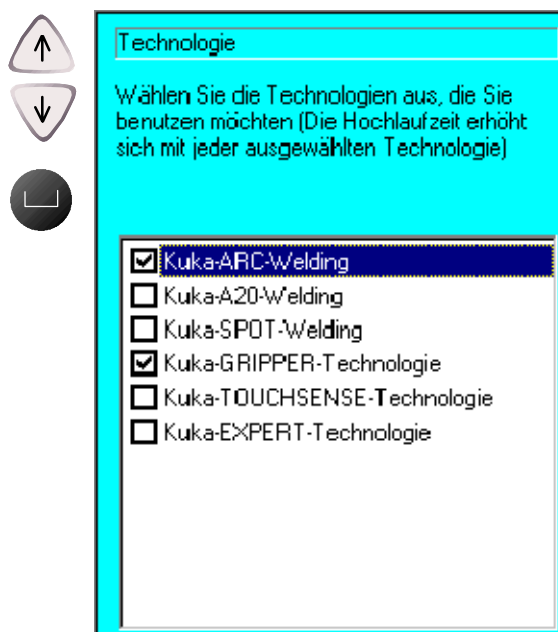 Technologie
Wählen Sie die Technologien aus, die Sie
benutzen möchten (Die Hochlaufzeit erhöht
sich mit jeder ausgewählten Technologie)
Kuka-ARC-Welding
Kuka-A20-Welding
Kuka-SPOT-Welding
Kuka-GRIPPER-Technologie
Kuka-TOUCHSENSE-Technologie
Kuka-EXPERT-Technologie